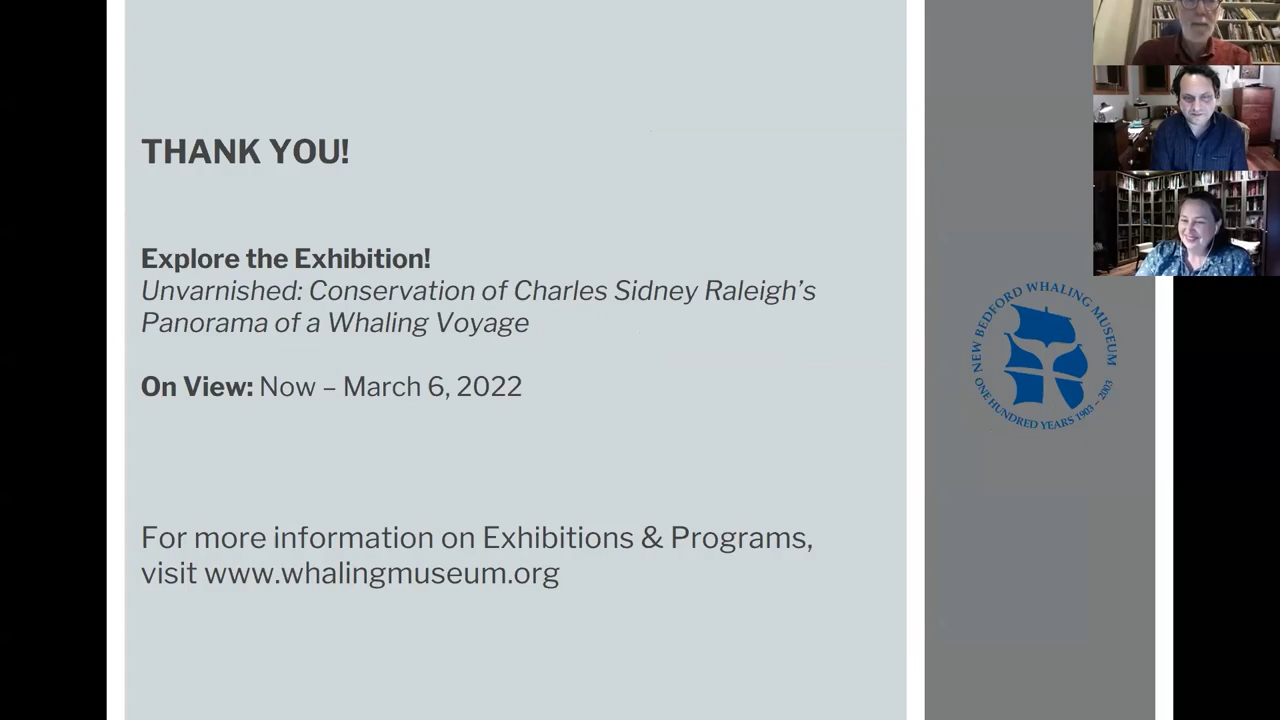 THANK YOU!
Explore the Exhibition!
Unvarnished: Conservation of Charles Sidney Raleigh’s
Panorama of a Whaling Voyage
On View: Now – March 6, 2022
For more information on Exhibitions & Programs,
visit www.whalingmuseum.org
NEW BEDFORD WHALING MUSEUM
ONE HUNDRED YEARS 1903 – 2003